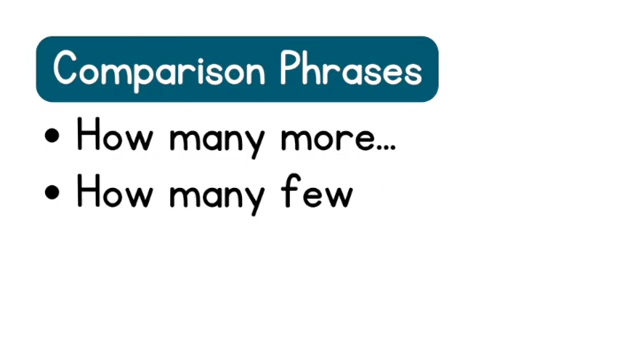 Comparison Phrases
• How many more...
• How many few